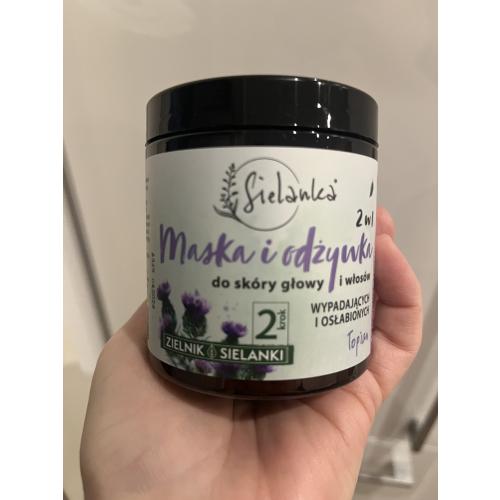 Sielanka
2 w 1
Maska i odżywka
do skóry głowy i włosów
WYPADAJĄCYCH
I OSŁABIONYCH
2 krok
ZIELNIK SIELANKI